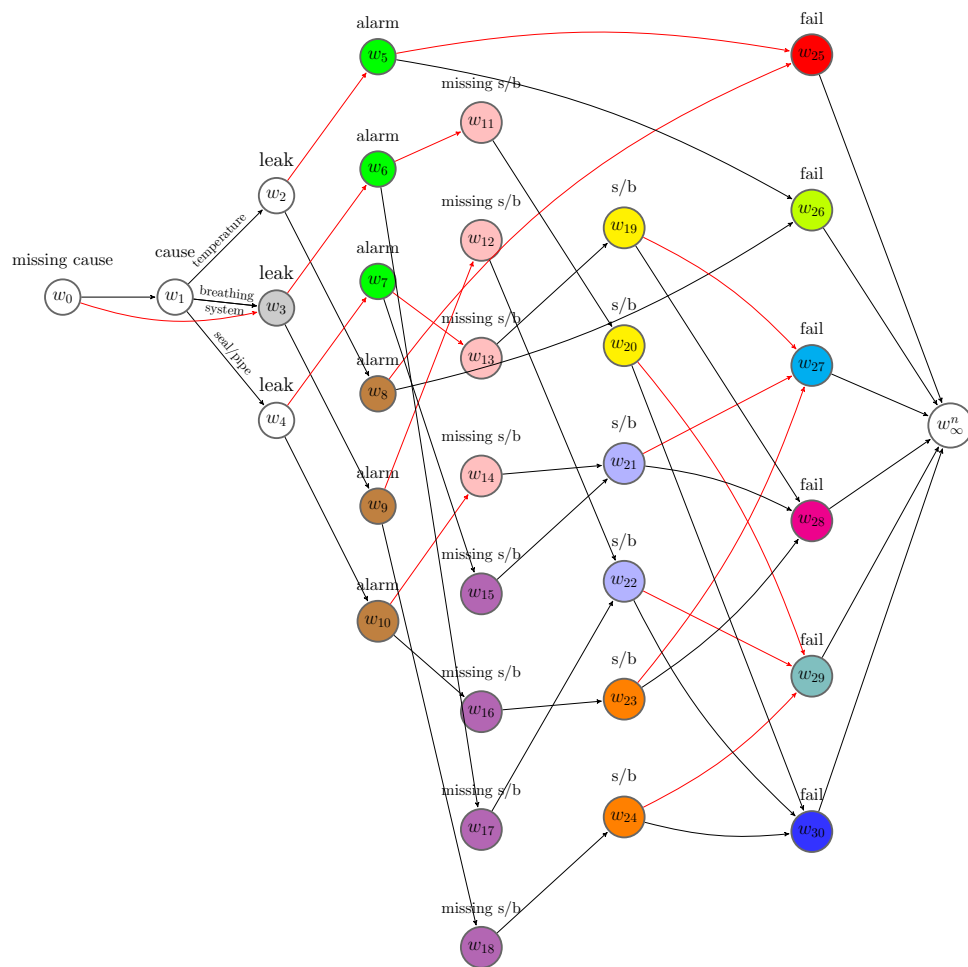 alarm
fail
w5
w25
missing s/b
w11
alarm
leak
w6
s/b
fail
w2
missing s/b
w19
w26
w12
temperature
cause
alarm
missing cause
leak
w7
w0
w1
breathing
system
w3
missing s/b
s/b
fail
w13
w20
w27
seal/pipe
alarm
leak
w8
w4
s/b
w∞^n
missing s/b
w21
fail
alarm
w14
w28
w9
missing s/b
s/b
w15
w22
alarm
w10
fail
missing s/b
s/b
w29
w16
w23
missing s/b
s/b
fail
w17
w24
w30
missing s/b
w18